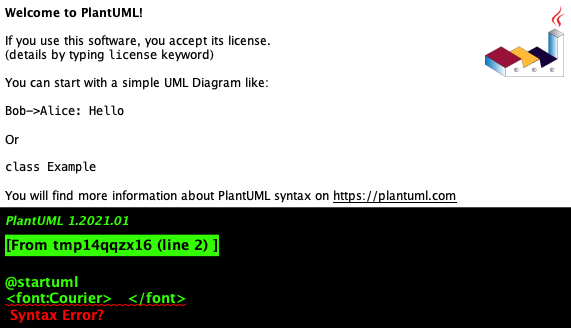 Welcome to PlantUML!
If you use this software, you accept its license.
(details by typing license keyword)
You can start with a simple UML Diagram like:
Bob->Alice: Hello
Or
class Example
You will find more information about PlantUML syntax on https://plantuml.com
PlantUML 1.2021.01
[From tmp14qqzx16 (line 2) ]
@startuml
<font:Courier>   </font>
Syntax Error?